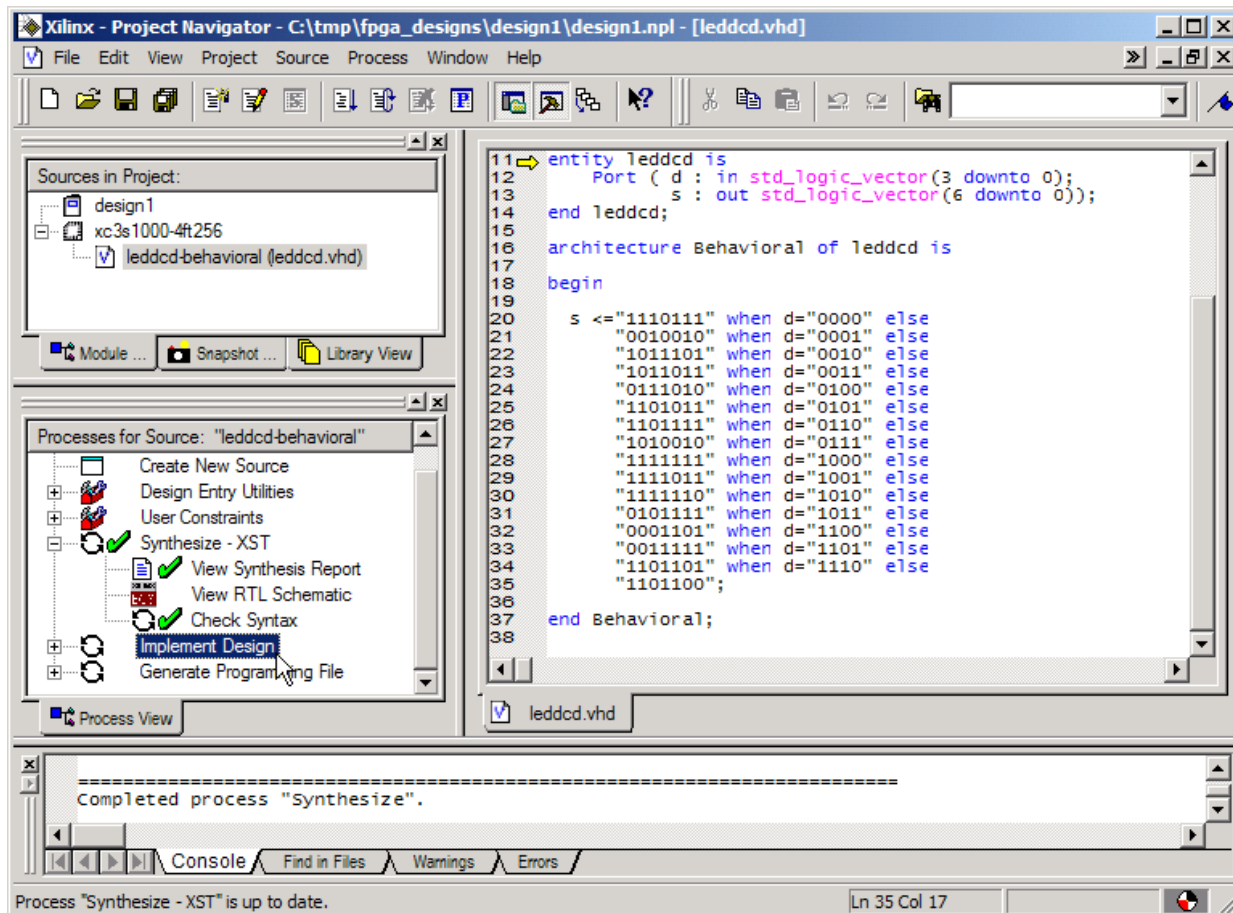 Xilinx - Project Navigator - C:\tmp\fpga_designs\design1\design1.npl - [leddcd.vhd]
File Edit View Project Source Process Window Help
Sources in Project:
design1
xc3s1000-4ft256
leddcd-behavioral (leddcd.vhd)
Module ... Snapshot ... Library View
Processes for Source: "leddcd-behavioral"
Create New Source
Design Entry Utilities
User Constraints
Synthesize - XST
View Synthesis Report
View RTL Schematic
Check Syntax
Implement Design
Generate Programming File
Process View
11 entity leddcd is
12 Port ( d : in std_logic_vector(3 downto 0);
13 s : out std_logic_vector(6 downto 0));
14 end leddcd;
15
16 architecture Behavioral of leddcd is
17
18 begin
19
20 s <="1110111" when d="0000" else
21 "0010010" when d="0001" else
22 "1011101" when d="0010" else
23 "1011011" when d="0011" else
24 "0111010" when d="0100" else
25 "1101011" when d="0101" else
26 "1101111" when d="0110" else
27 "1010010" when d="0111" else
28 "1111111" when d="1000" else
29 "1111011" when d="1001" else
30 "1111110" when d="1010" else
31 "0101111" when d="1011" else
32 "0001101" when d="1100" else
33 "0011111" when d="1101" else
34 "1101101" when d="1110" else
35 "1101100";
36
37 end Behavioral;
38
leddcd.vhd
=========================================================================
Completed process "Synthesize".
Console Find in Files Warnings Errors
Process "Synthesize - XST" is up to date. Ln 35 Col 17